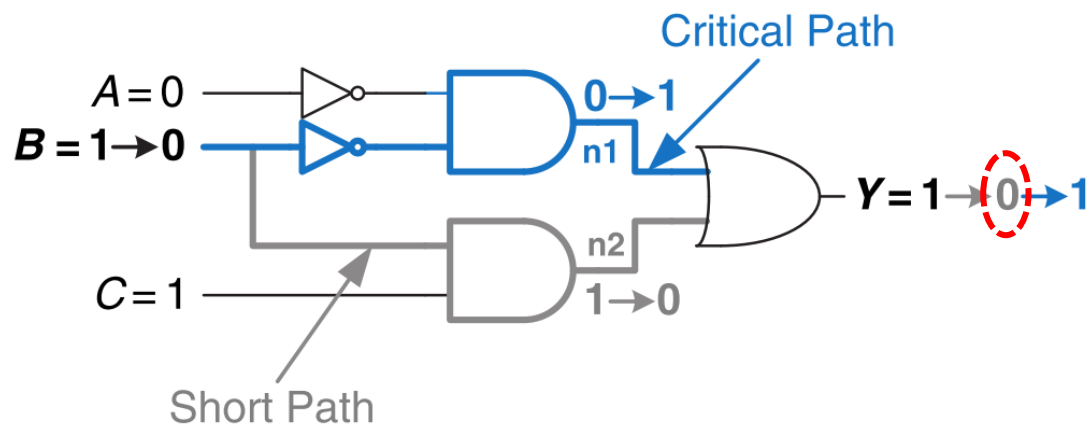 Critical Path
A = 0
0→1
B = 1→0
n1
Y = 1→0→1
n2
C = 1
1→0
Short Path